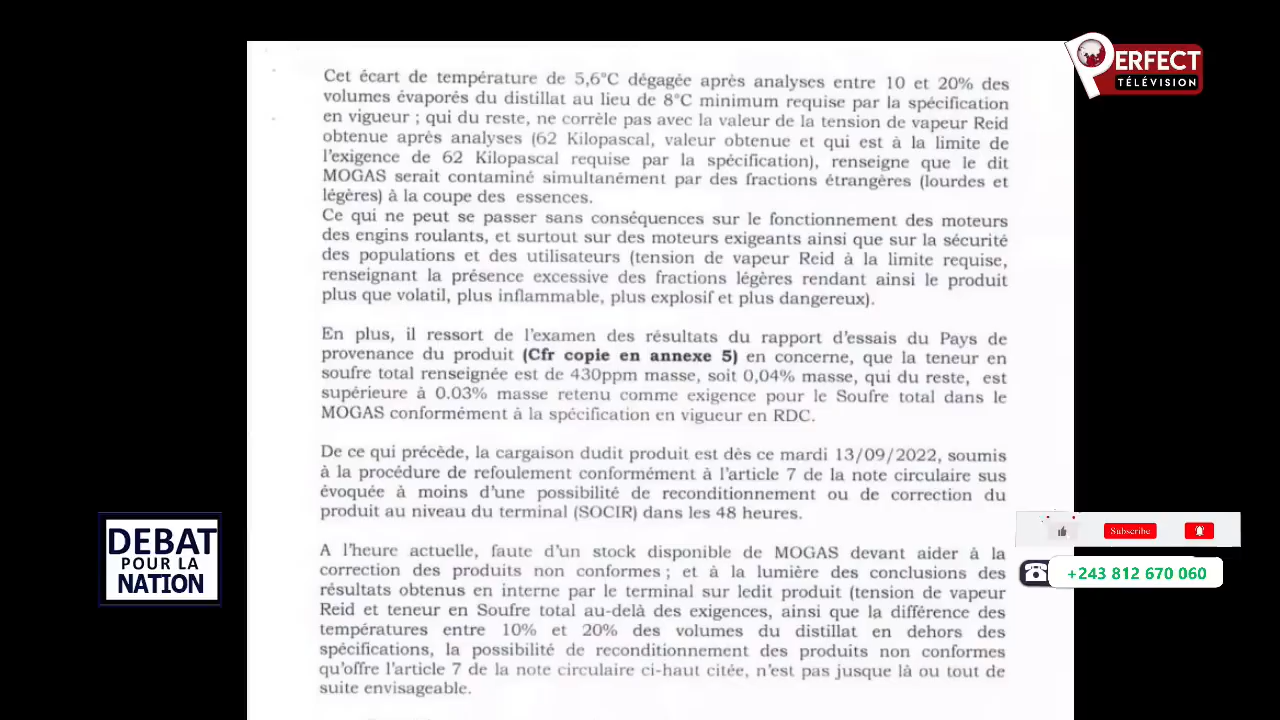 Cet écart de température de 5,6°C dégagée après analyses entre 10 et 20% des
volumes évaporés du distillat au lieu de 8°C minimum requise par la spécification
en vigueur ; qui du reste, ne corrèle pas avec la valeur de la tension de vapeur Reid
obtenue après analyses (62 Kilopascal, valeur obtenue et qui est à la limite de
l'exigence de 62 Kilopascal requise par la spécification), renseigne que le dit
MOGAS serait contaminé simultanément par des fractions étrangères (lourdes et
légères) à la coupe des essences.
Ce qui ne peut se passer sans conséquences sur le fonctionnement des moteurs
des engins roulants, et surtout sur des moteurs exigeants ainsi que sur la sécurité
des populations et des utilisateurs (tension de vapeur Reid à la limite requise,
renseignant la présence excessive des fractions légères rendant ainsi le produit
plus que volatil, plus inflammable, plus explosif et plus dangereux).
En plus, il ressort de l'examen des résultats du rapport d'essais du Pays de
provenance du produit (Cfr copie en annexe 5) en concerne, que la teneur en
soufre total renseignée est de 430ppm masse, soit 0,04% masse, qui du reste, est
supérieure à 0.03% masse retenu comme exigence pour le Soufre total dans le
MOGAS conformément à la spécification en vigueur en RDC.
De ce qui précède, la cargaison dudit produit est dès ce mardi 13/09/2022, soumis
à la procédure de refoulement conformément à l'article 7 de la note circulaire sus
évoquée à moins d'une possibilité de reconditionnement ou de correction du
produit au niveau du terminal (SOCIR) dans les 48 heures.
A l'heure actuelle, faute d'un stock disponible de MOGAS devant aider à la
correction des produits non conformes ; et à la lumière des conclusions des
résultats obtenus en interne par le terminal sur ledit produit (tension de vapeur
Reid et teneur en Soufre total au-delà des exigences, ainsi que la différence des
températures entre 10% et 20% des volumes du distillat en dehors des
spécifications, la possibilité de reconditionnement des produits non conformes
qu'offre l'article 7 de la note circulaire ci-haut citée, n'est pas jusque là ou tout de
suite envisageable.
PERFECT
TÉLÉVISION
DEBAT
POUR LA
NATION
Subscribe
+243 812 670 060